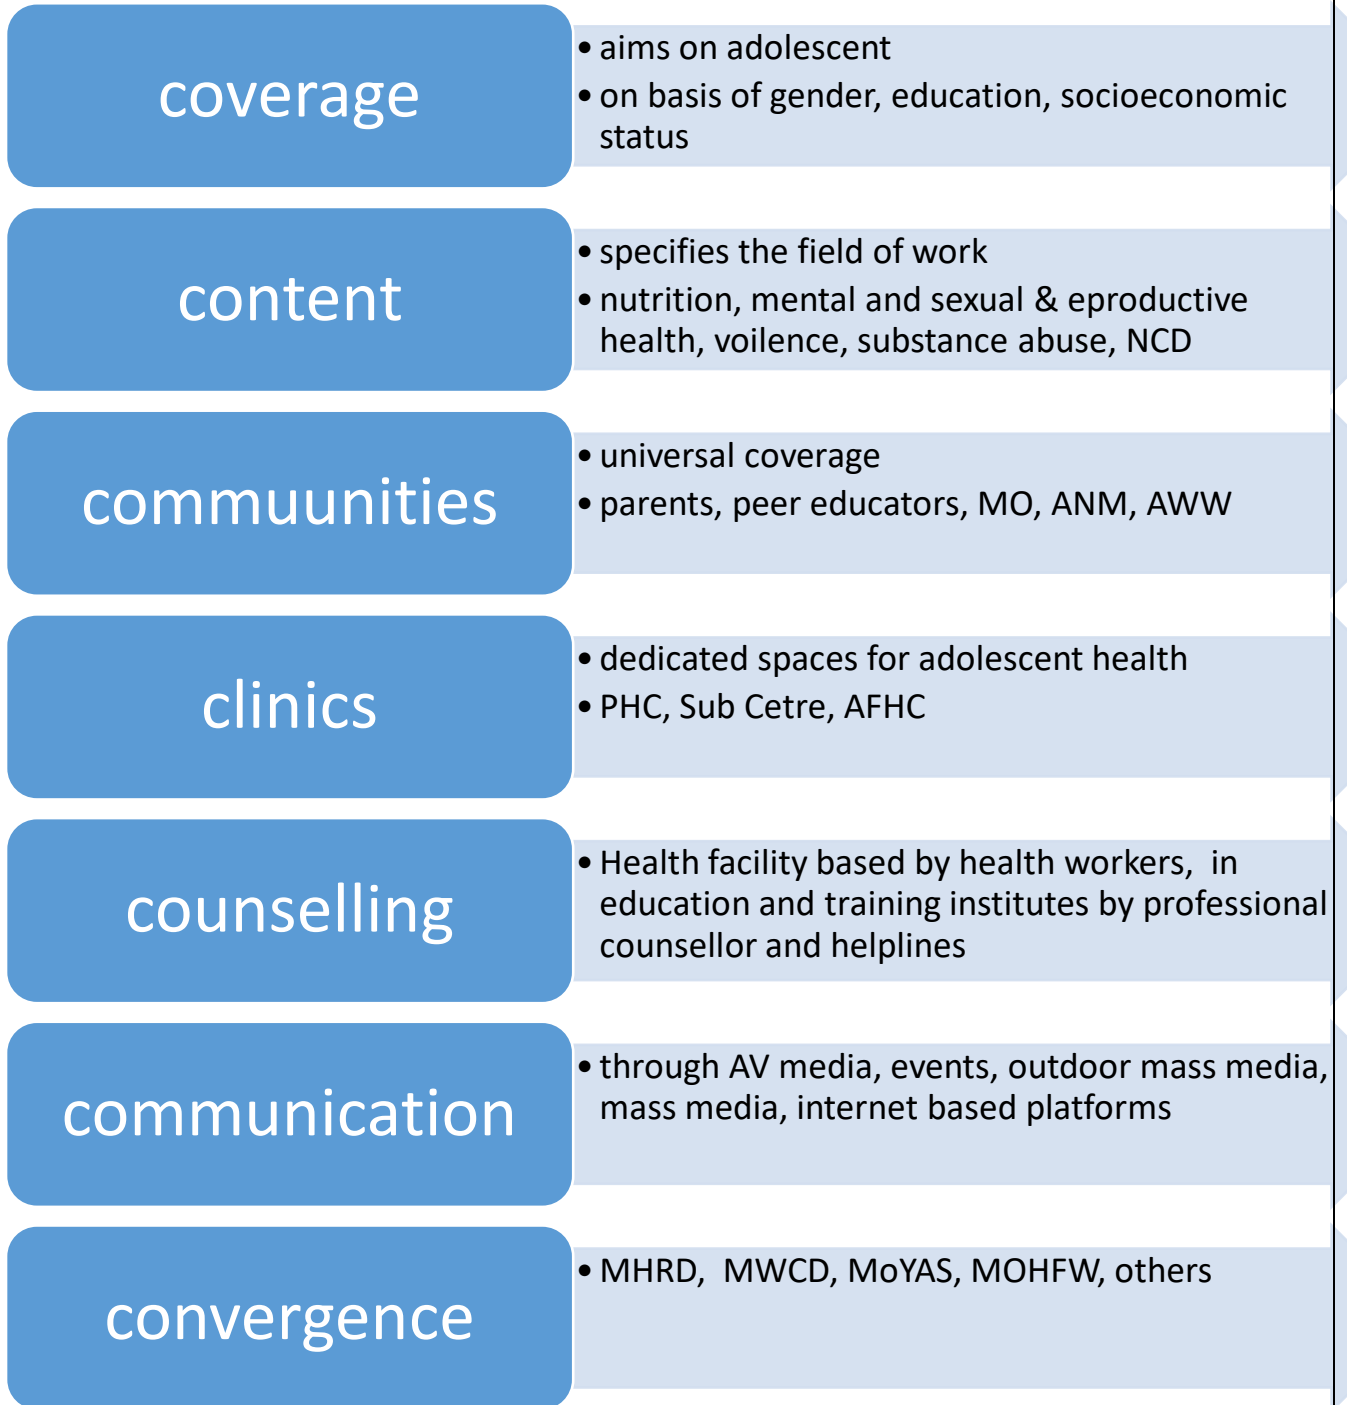 coverage
• aims on adolescent
• on basis of gender, education, socioeconomic
status
content
• specifies the field of work
• nutrition, mental and sexual & eproductive
health, voilence, substance abuse, NCD
commuunities
• universal coverage
• parents, peer educators, MO, ANM, AWW
clinics
• dedicated spaces for adolescent health
• PHC, Sub Cetre, AFHC
counselling
• Health facility based by health workers,  in
education and training institutes by professional
counsellor and helplines
communication
• through AV media, events, outdoor mass media,
mass media, internet based platforms
convergence
• MHRD,  MWCD, MoYAS, MOHFW, others